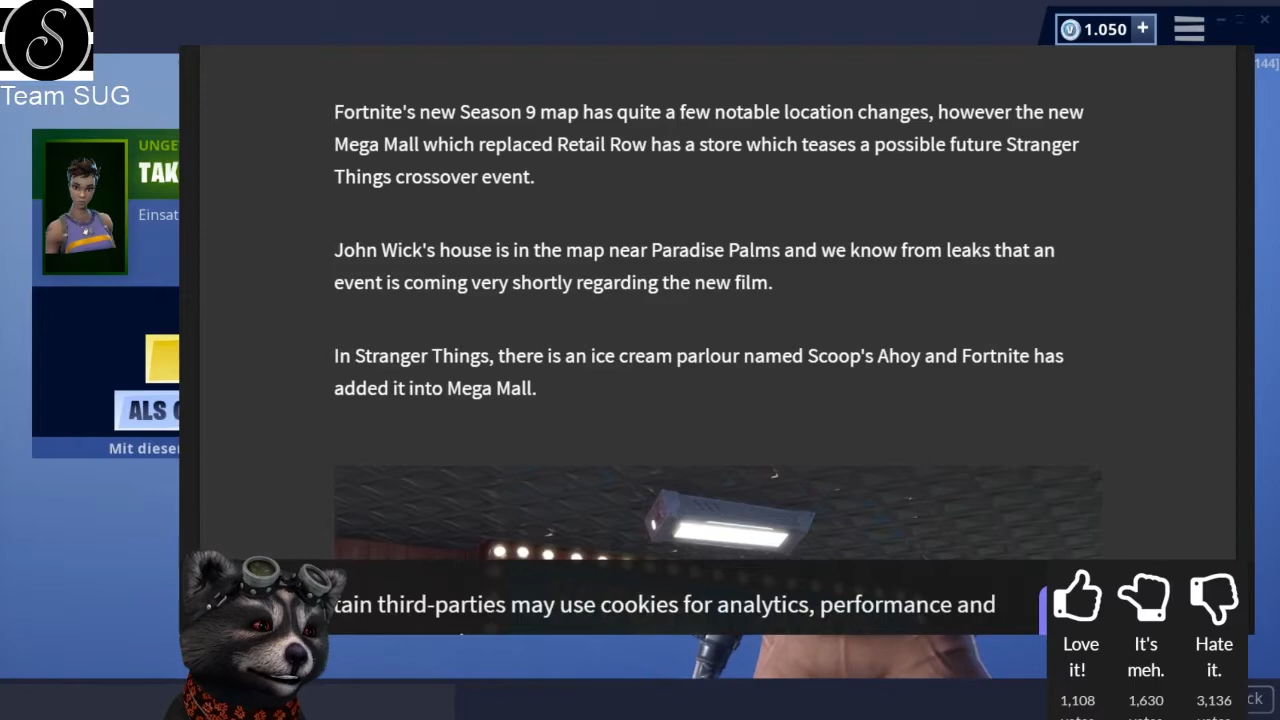 S
Team SUG
1.050 +
144]
UNGE
TAK
Einsat
ALS
Mit diese
Fortnite's new Season 9 map has quite a few notable location changes, however the new
Mega Mall which replaced Retail Row has a store which teases a possible future Stranger
Things crossover event.
John Wick's house is in the map near Paradise Palms and we know from leaks that an
event is coming very shortly regarding the new film.
In Stranger Things, there is an ice cream parlour named Scoop's Ahoy and Fortnite has
added it into Mega Mall.
tain third-parties may use cookies for analytics, performance and
Love it!
It's meh.
Hate it.
1,108
1,630
3,136
ck